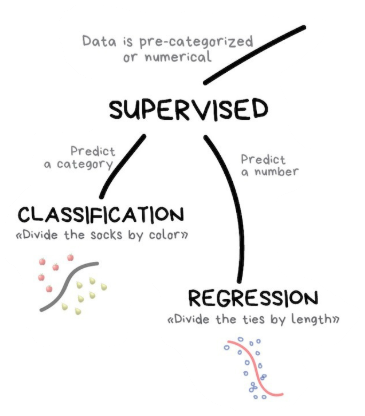 Data is pre-categorized
or numerical
SUPERVISED
Predict
a category
Predict
a number
CLASSIFICATION
«Divide the socks by color»
REGRESSION
«Divide the ties by length»